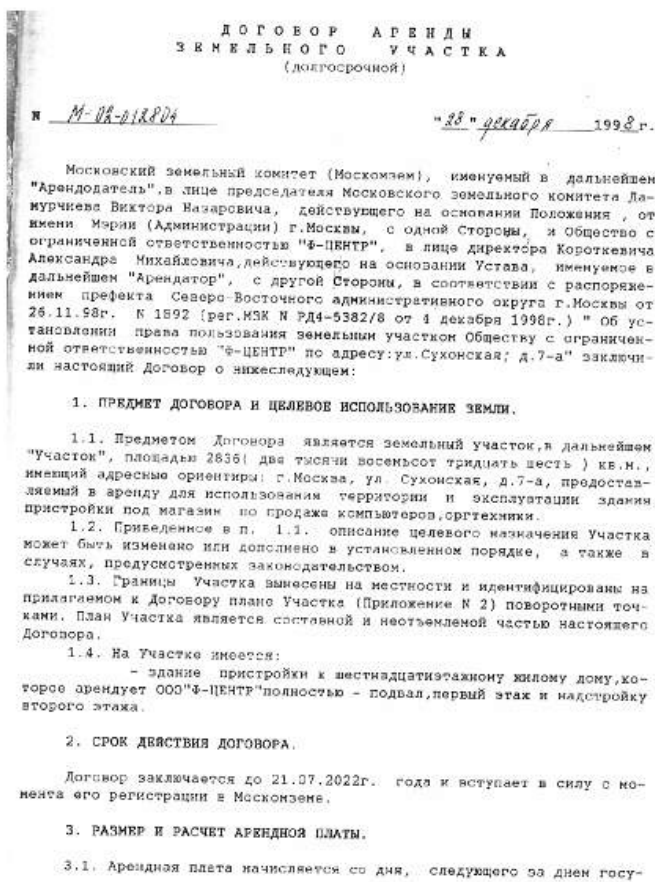 ДОГОВОР АРЕНДЫ
ЗЕМЕЛЬНОГО УЧАСТКА
(долгосрочной)
N М-02-012804 "28" декабря 1998 г.
Московский земельный комитет (Москомзем), именуемый в дальнейшем
"Арендодатель",в лице председателя Московского земельного комитета Да-
мурчиева Виктора Назаровича, действующего на основании Положения , от
имени Мэрии (Администрации) г.Москвы, с одной Стороны, и Общество с
ограниченной ответственностью "Ф-ЦЕНТР", в лице директора Короткевича
Александра Михайловича,действующего на основании Устава, именуемое в
дальнейшем "Арендатор", с другой Стороны, в соответствии с распоряже-
нием префекта Северо-Восточного административного округа г.Москвы от
26.11.98г. N 1892 (рег.МЗК N РД4-5382/8 от 4 декабря 1998г.) " Об ус-
тановлении права пользования земельным участком Обществу с ограничен-
ной ответственностью "Ф-ЦЕНТР" по адресу:ул.Сухонская; д.7-а" заключи-
ли настоящий Договор о нижеследующем:
1. ПРЕДМЕТ ДОГОВОРА И ЦЕЛЕВОЕ ИСПОЛЬЗОВАНИЕ ЗЕМЛИ.
1.1. Предметом Договора является земельный участок,в дальнейшем
"Участок", площадью 2836( две тысячи восемьсот тридцать шесть ) кв.м.,
имеющий адресные ориентиры: г.Москва, ул. Сухонская, д.7-а, предостав-
ляемый в аренду для использования территории и эксплуатации здания
пристройки под магазин по продаже компьютеров,оргтехники.
1.2. Приведенное в п. 1.1. описание целевого назначения Участка
может быть изменено или дополнено в установленном порядке, а также в
случаях, предусмотренных законодательством.
1.3. Границы Участка вынесены на местности и идентифицированы на
прилагаемом к Договору плане Участка (Приложение N 2) поворотными точ-
ками. План Участка является составной и неотъемлемой частью настоящего
Договора.
1.4. На Участке имеется:
- здание пристройки к шестнадцатиэтажному жилому дому,ко-
торое арендует ООО"Ф-ЦЕНТР"полностью - подвал,первый этаж и надстройку
второго этажа.
2. СРОК ДЕЙСТВИЯ ДОГОВОРА.
Договор заключается до 21.07.2022г. года и вступает в силу с мо-
мента его регистрации в Москомземе.
3. РАЗМЕР И РАСЧЕТ АРЕНДНОЙ ПЛАТЫ.
3.1. Арендная плата начисляется со дня, следующего за днем госу-